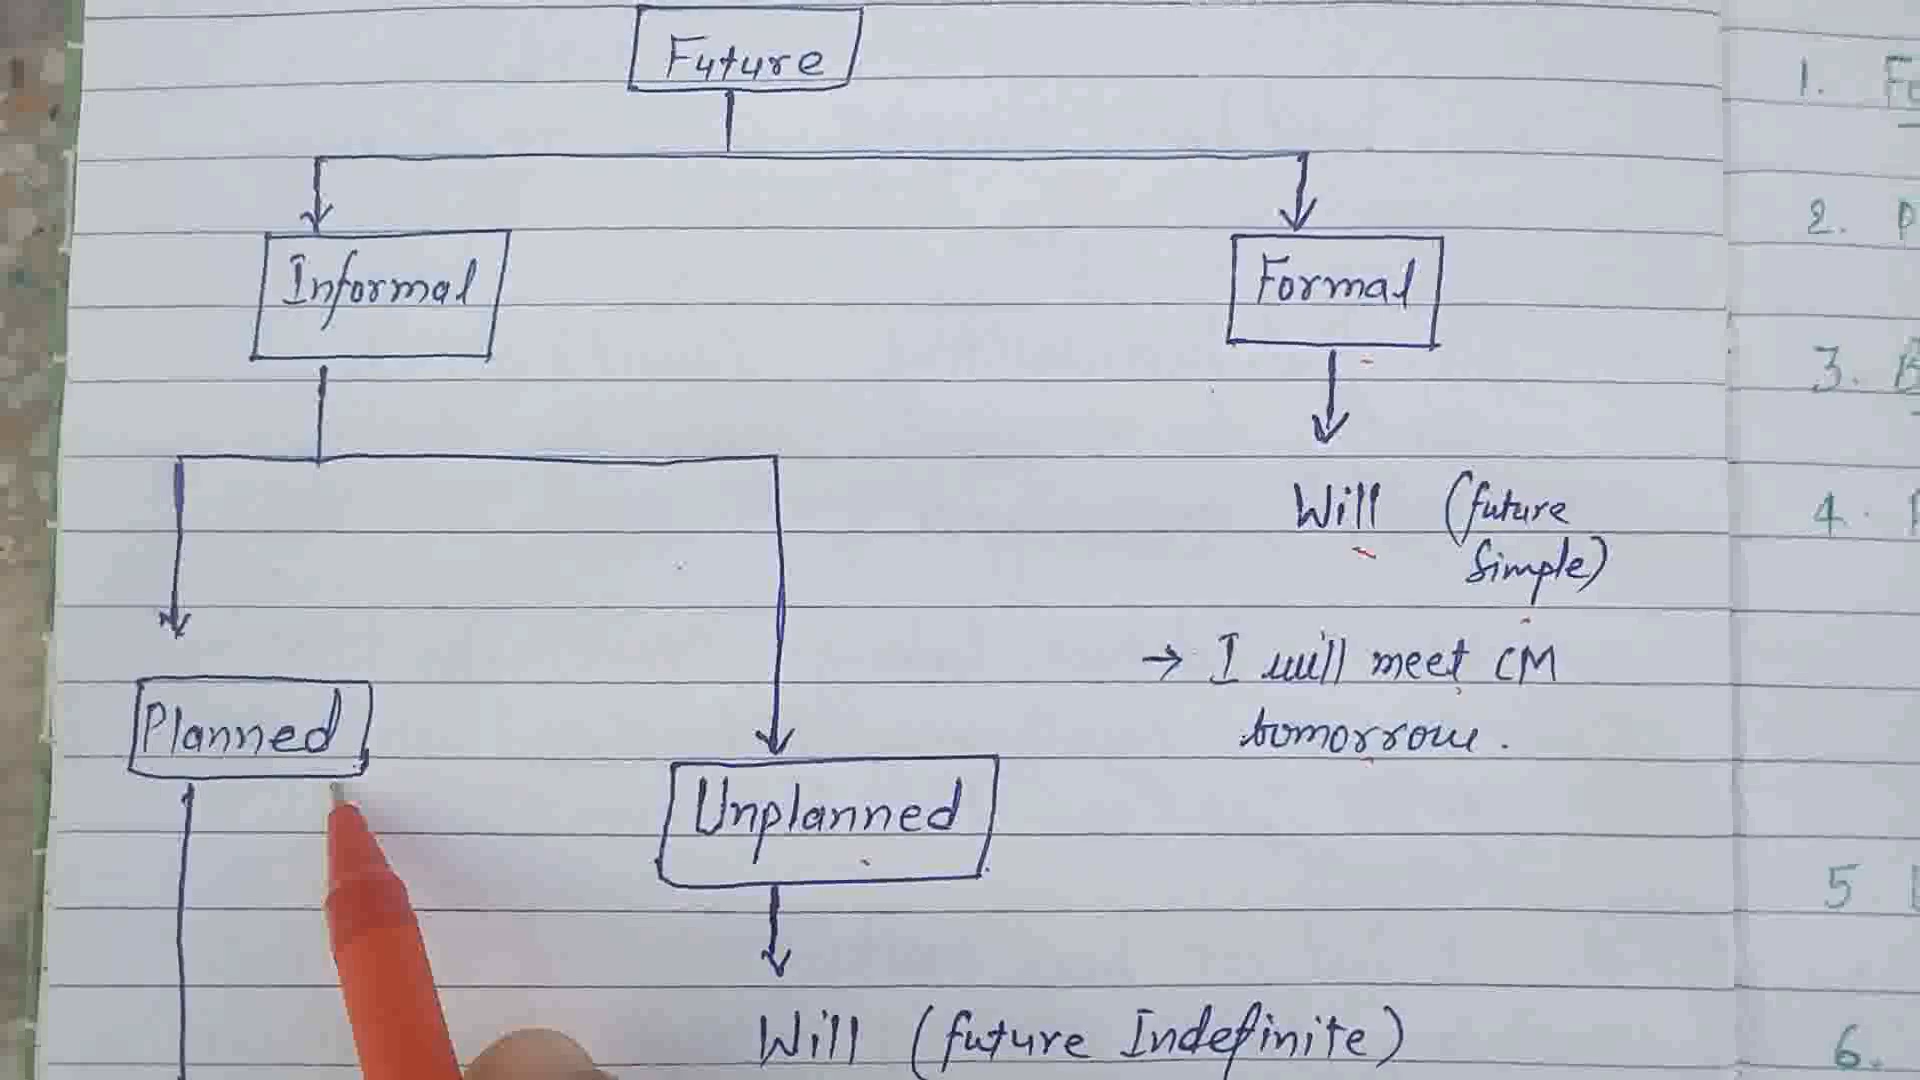 Future
Informal
Formal
Will (future
Simple)
→ I will meet CM
tomorrow.
Planned
Unplanned
Will (future Indefinite)
1.
2.
3.
4.
5
6.